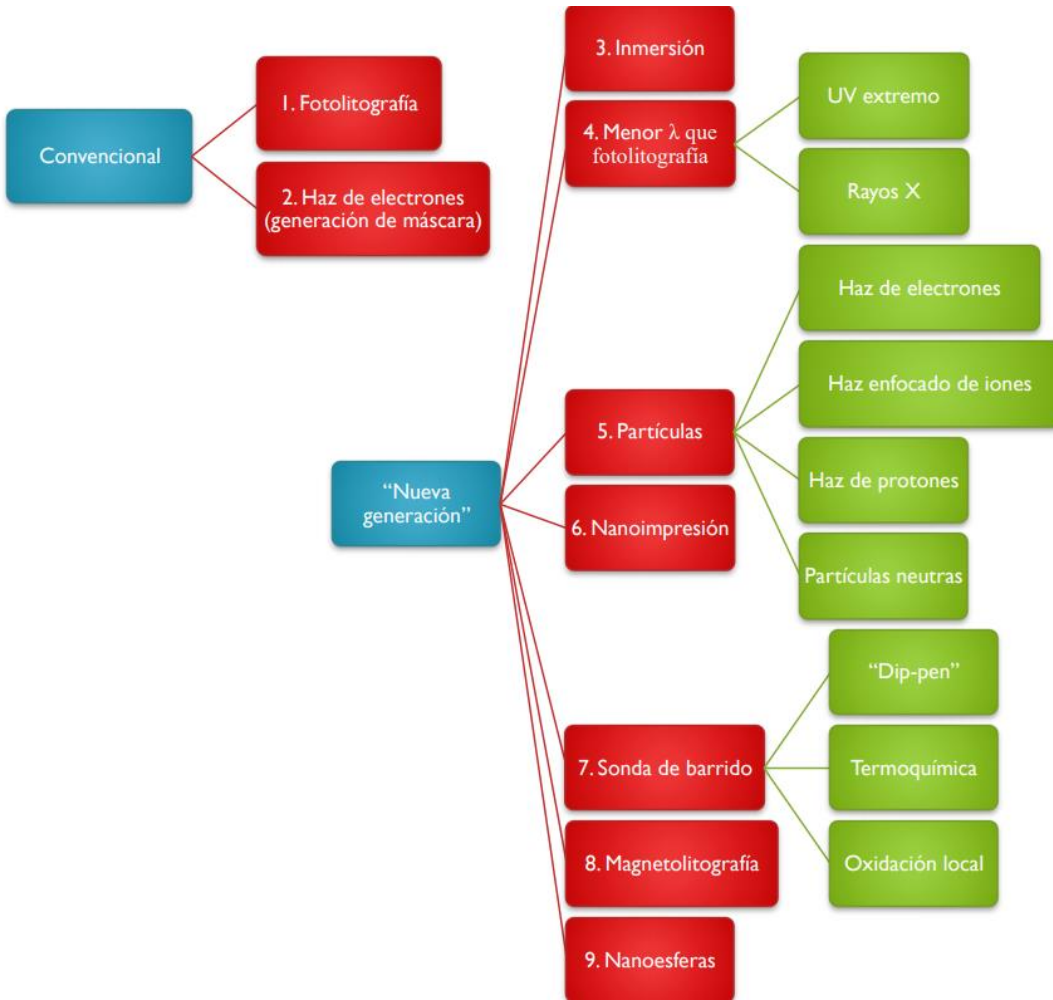 Convencional
1. Fotolitografía
2. Haz de electrones
(generación de máscara)
“Nueva
generación”
3. Inmersión
4. Menor λ que
fotolitografía
UV extremo
Rayos X
5. Partículas
Haz de electrones
Haz enfocado de iones
Haz de protones
Partículas neutras
6. Nanoimpresión
7. Sonda de barrido
“Dip-pen”
Termoquímica
Oxidación local
8. Magnetolitografía
9. Nanoesferas